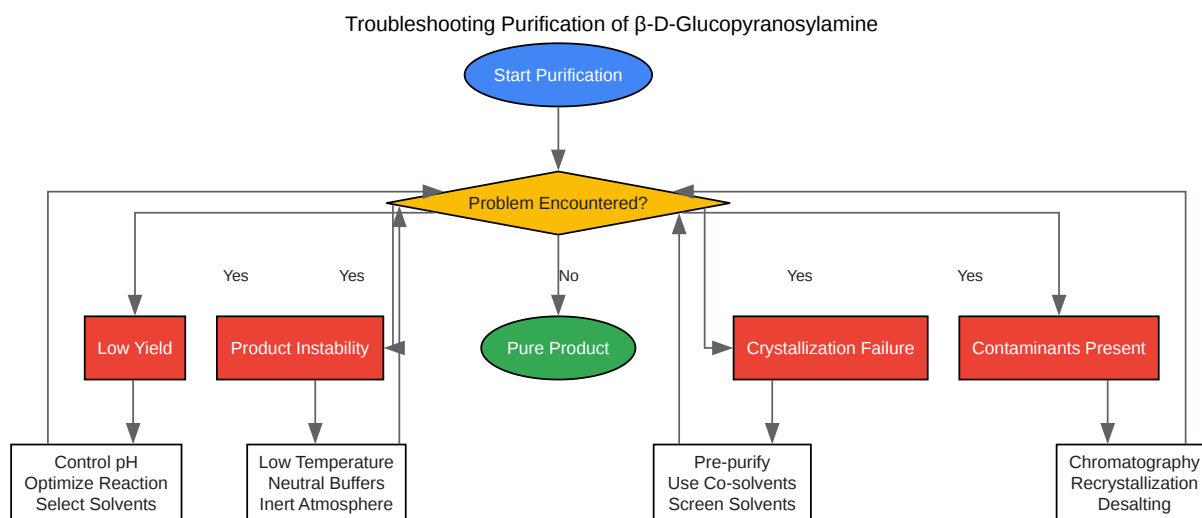 Troubleshooting Purification of β-D-Glucopyranosylamine
Start Purification
Problem Encountered?
Yes
Yes
No
Yes
Yes
Low Yield
Product Instability
Pure Product
Crystallization Failure
Contaminants Present
Control pH
Optimize Reaction
Select Solvents
Low Temperature
Neutral Buffers
Inert Atmosphere
Pre-purify
Use Co-solvents
Screen Solvents
Chromatography
Recrystallization
Desalting